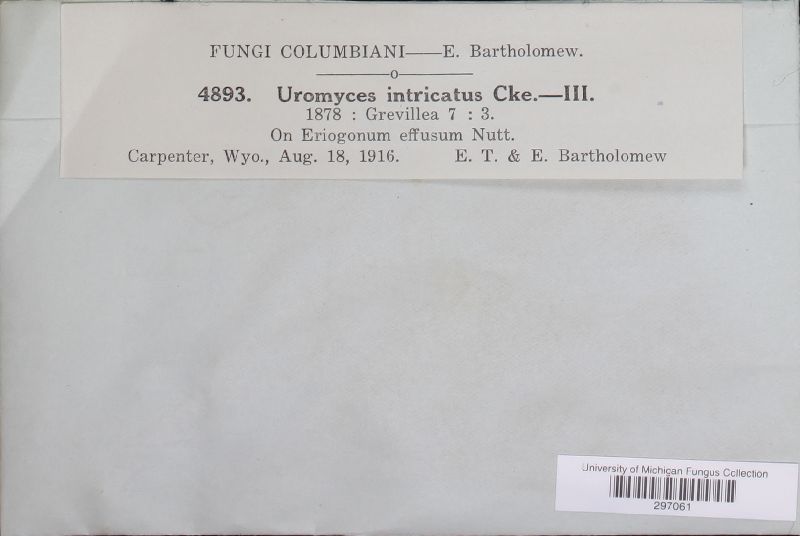 FUNGI COLUMBIANI—E. Bartholomew.
o
4893. Uromyces intricatus Cke.—III.
1878 : Grevillea 7 : 3.
On Eriogonum effusum Nutt.
Carpenter, Wyo., Aug. 18, 1916. E. T. & E. Bartholomew
University of Michigan Fungus Collection
297061